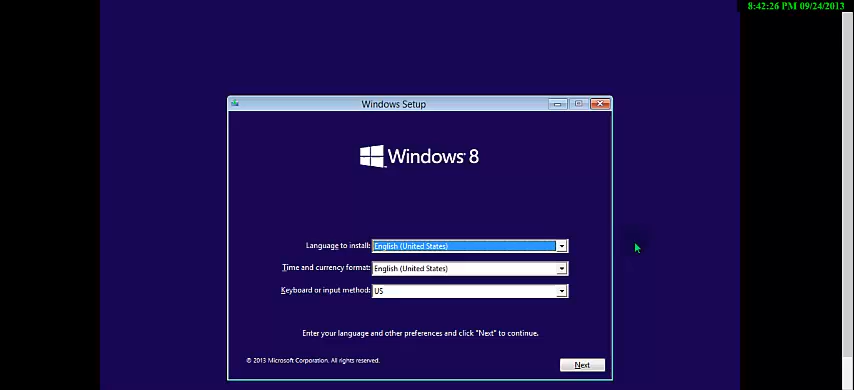 8:42:26 PM 09/24/2013
Windows Setup
Windows 8
Language to install: English (United States)
Time and currency format: English (United States)
Keyboard or input method: US
Enter your language and other preferences and click "Next" to continue.
© 2013 Microsoft Corporation. All rights reserved.
Next